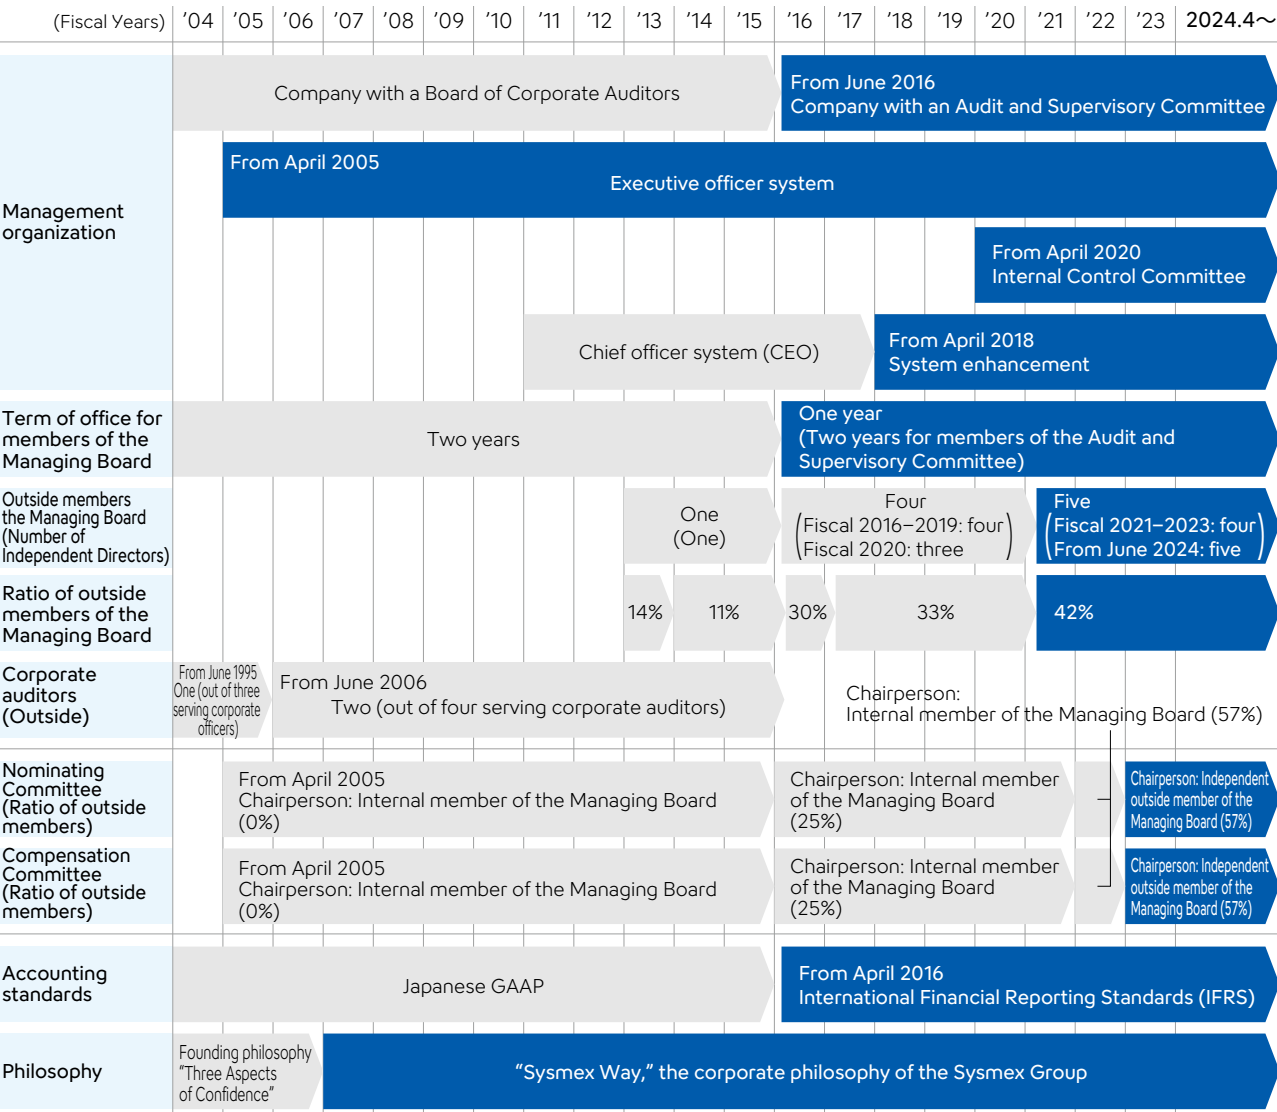 (Fiscal Years) ’04 ’05 ’06 ’07 ’08 ’09 ’10 ’11 ’12 ’13 ’14 ’15 ’16 ’17 ’18 ’19 ’20 ’21 ’22 ’23 2024.4～
Management
organization
Company with a Board of Corporate Auditors
From June 2016
Company with an Audit and Supervisory Committee
From April 2005
Executive officer system
From April 2020
Internal Control Committee
Chief officer system (CEO)
From April 2018
System enhancement
Term of office for
members of the
Managing Board
Two years
One year
(Two years for members of the Audit and
Supervisory Committee)
Outside members
the Managing Board
(Number of
Independent Directors)
One
(One)
Four
(Fiscal 2016–2019: four
Fiscal 2020: three)
Five
(Fiscal 2021–2023: four
From June 2024: five)
Ratio of outside
members of the
Managing Board
14%
11%
30%
33%
42%
Corporate
auditors
(Outside)
From June 1995
One (out of three
serving corporate
officers)
From June 2006
Two (out of four serving corporate auditors)
Chairperson:
Internal member of the Managing Board (57%)
Nominating
Committee
(Ratio of outside
members)
From April 2005
Chairperson: Internal member of the Managing Board
(0%)
Chairperson: Internal member
of the Managing Board
(25%)
Chairperson: Independent
outside member of the
Managing Board (57%)
Compensation
Committee
(Ratio of outside
members)
From April 2005
Chairperson: Internal member of the Managing Board
(0%)
Chairperson: Internal member
of the Managing Board
(25%)
Chairperson: Independent
outside member of the
Managing Board (57%)
Accounting
standards
Japanese GAAP
From April 2016
International Financial Reporting Standards (IFRS)
Philosophy
Founding philosophy
“Three Aspects
of Confidence”
“Sysmex Way,” the corporate philosophy of the Sysmex Group